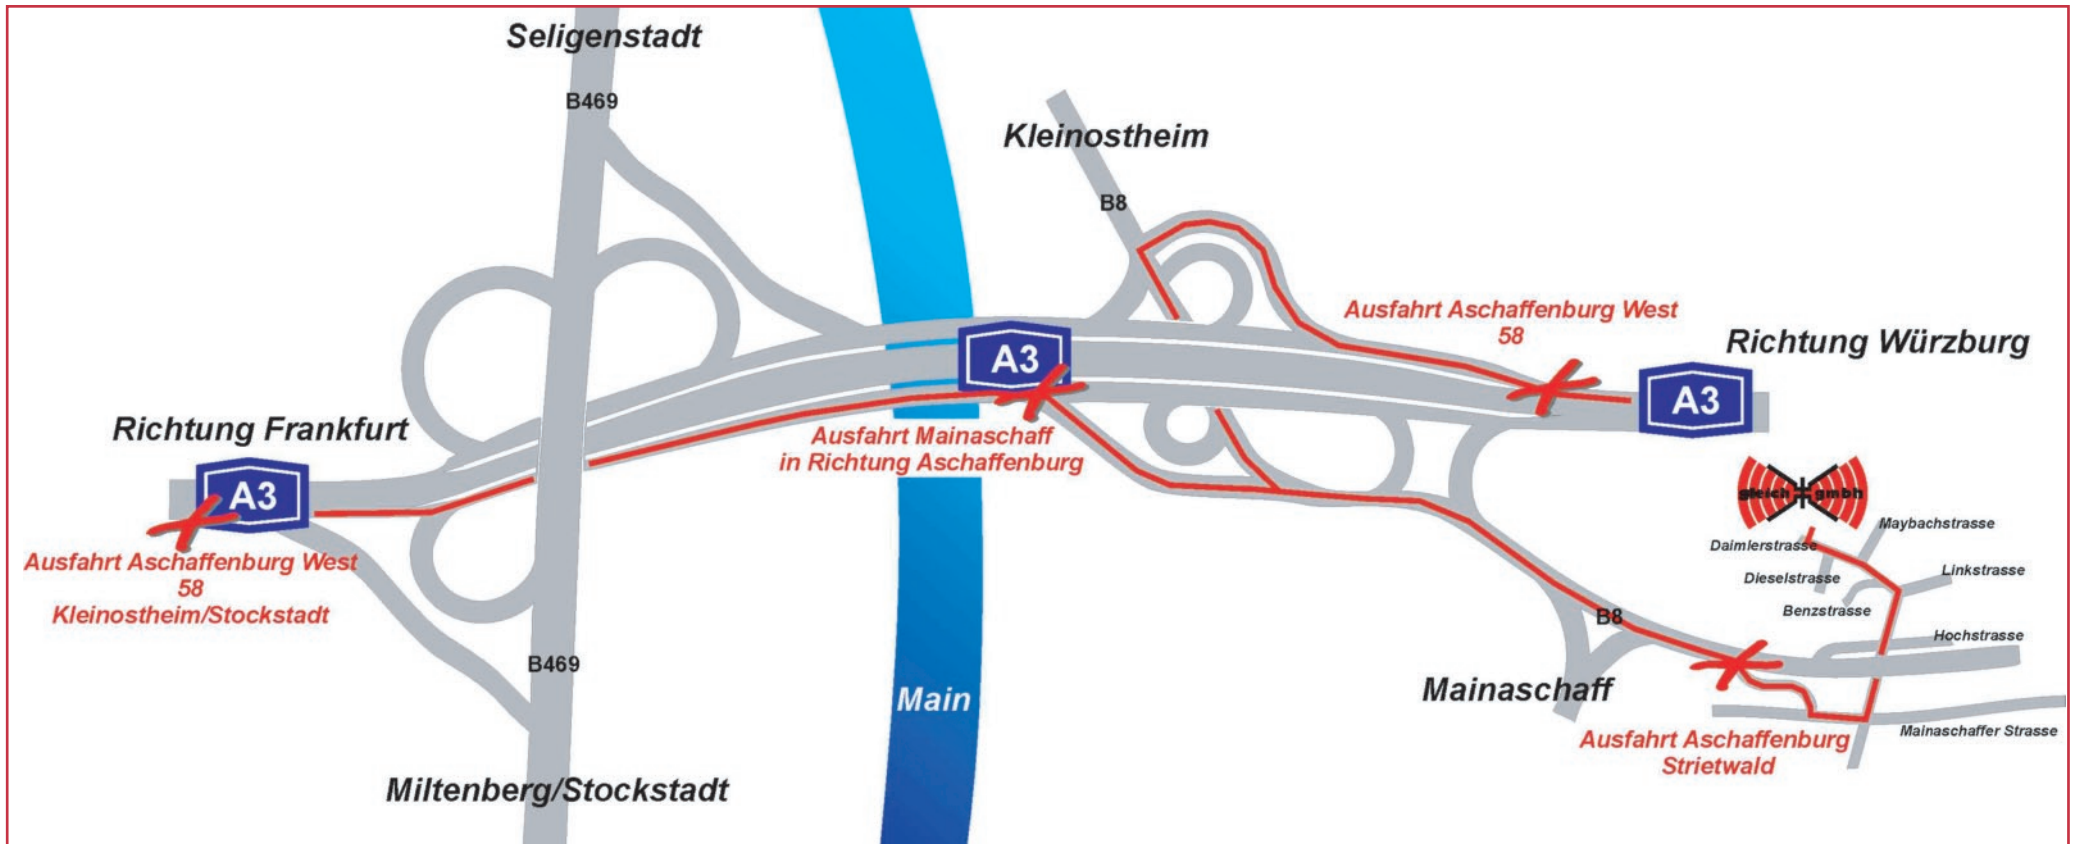 Seligenstadt
B469
Kleinostheim
B8
Ausfahrt Aschaffenburg West
58
Richtung Würzburg
A3
A3
Richtung Frankfurt
A3
Ausfahrt Mainaschaff
in Richtung Aschaffenburg
Ausfahrt Aschaffenburg West
58
Kleinostheim/Stockstadt
gleich gmbh
Maybachstrasse
Daimlerstrasse
Dieselstrasse
Linkstrasse
Benzstrasse
B8
Hochstrasse
B469
Main
Mainaschaff
Mainaschaffer Strasse
Ausfahrt Aschaffenburg
Strietwald
Miltenberg/Stockstadt